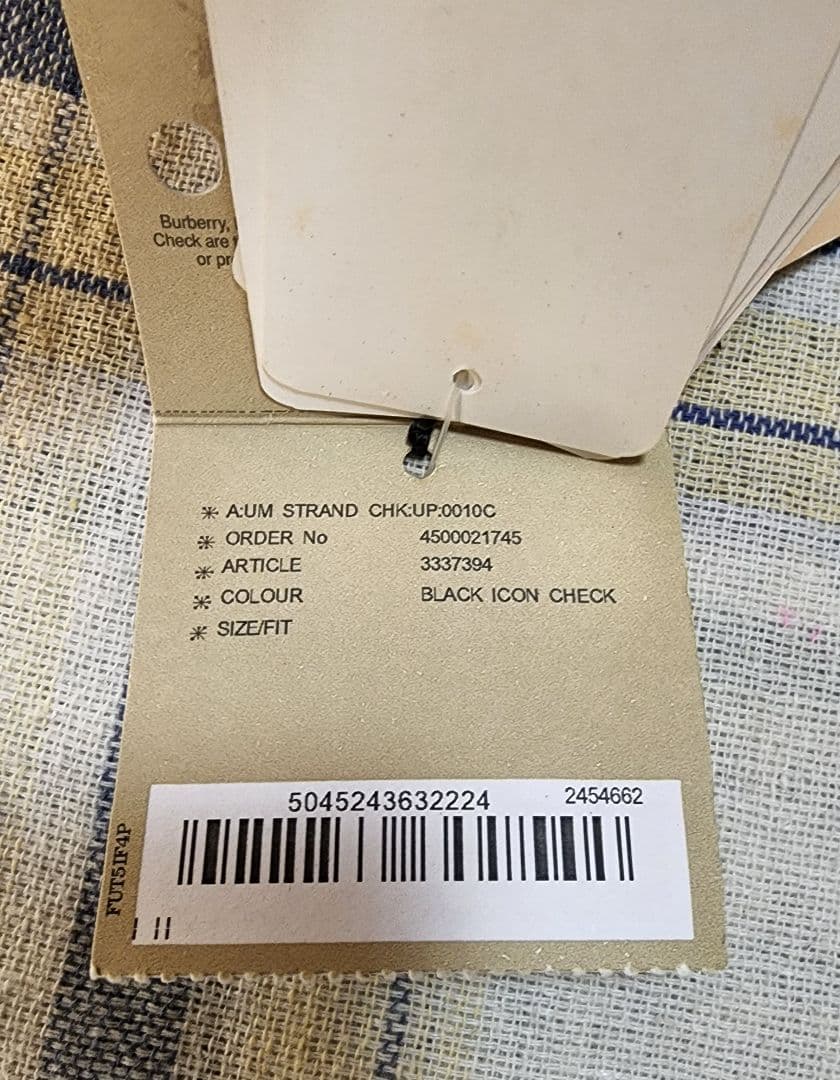 Burberry,
Check are
or
✳ A:UM STRAND CHK:UP:0010C
✳ ORDER No 4500021745
✳ ARTICLE 3337394
✳ COLOUR BLACK ICON CHECK
✳ SIZE/FIT
5045243632224 2454662
FUT5IF4P